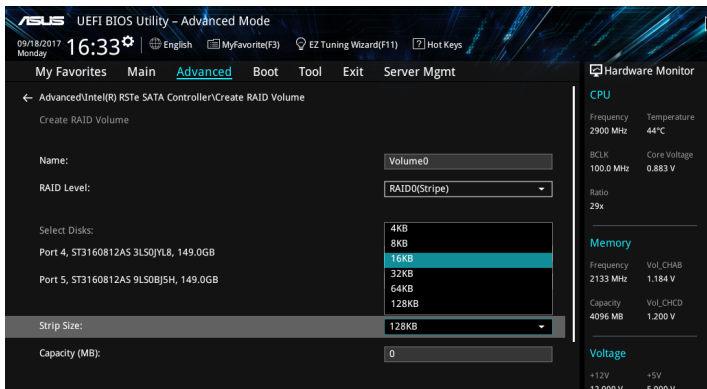 ASUS UEFI BIOS Utility – Advanced Mode
09/18/2017 Monday 16:33 English MyFavorite(F3) EZ Tuning Wizard(F11) ? Hot Keys
My Favorites Main Advanced Boot Tool Exit Server Mgmt
← Advanced\Intel(R) RSTe SATA Controller\Create RAID Volume
Create RAID Volume
Name: Volume0
RAID Level: RAID0(Stripe)
Select Disks:
Port 4, ST3160812AS 3LS0JYL8, 149.0GB
Port 5, ST3160812AS 9LS0BJ5H, 149.0GB
4KB
8KB
16KB
32KB
64KB
128KB
Strip Size: 128KB
Capacity (MB): 0
Hardware Monitor
CPU
Frequency Temperature
2900 MHz 44°C
BCLK Core Voltage
100.0 MHz 0.883 V
Ratio
29x
Memory
Frequency Vol_CHAB
2133 MHz 1.184 V
Capacity Vol_CHCD
4096 MB 1.200 V
Voltage
+12V +5V
12.000 V 5.000 V